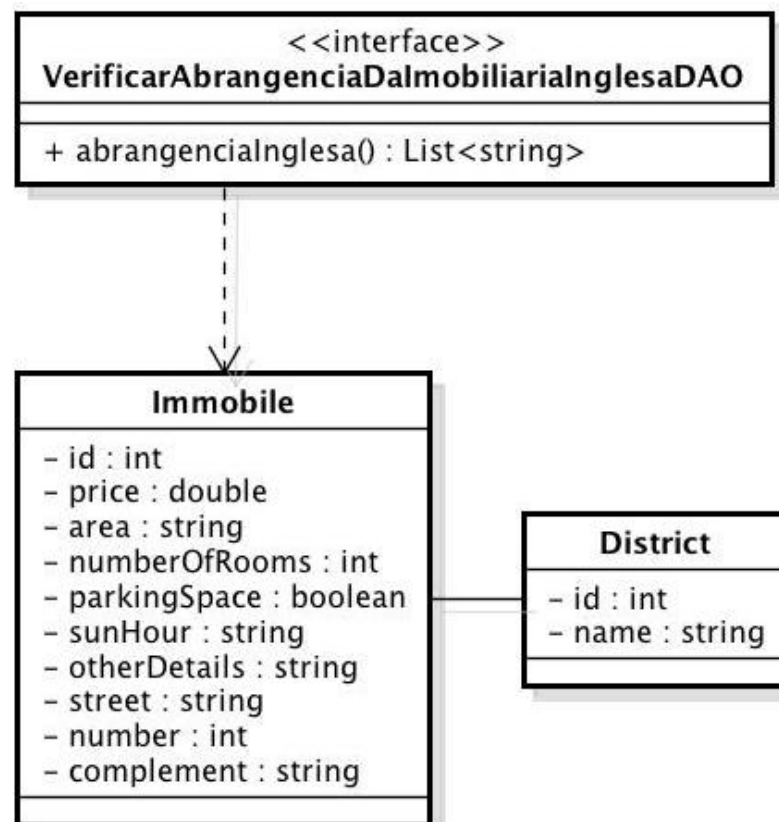 <<interface>>
VerificarAbrangenciaDaImobiliariaInglesaDAO
+ abrangenciaInglesa() : List<string>
Immobile
- id : int
- price : double
- area : string
- numberOfRooms : int
- parkingSpace : boolean
- sunHour : string
- otherDetails : string
- street : string
- number : int
- complement : string
District
- id : int
- name : string